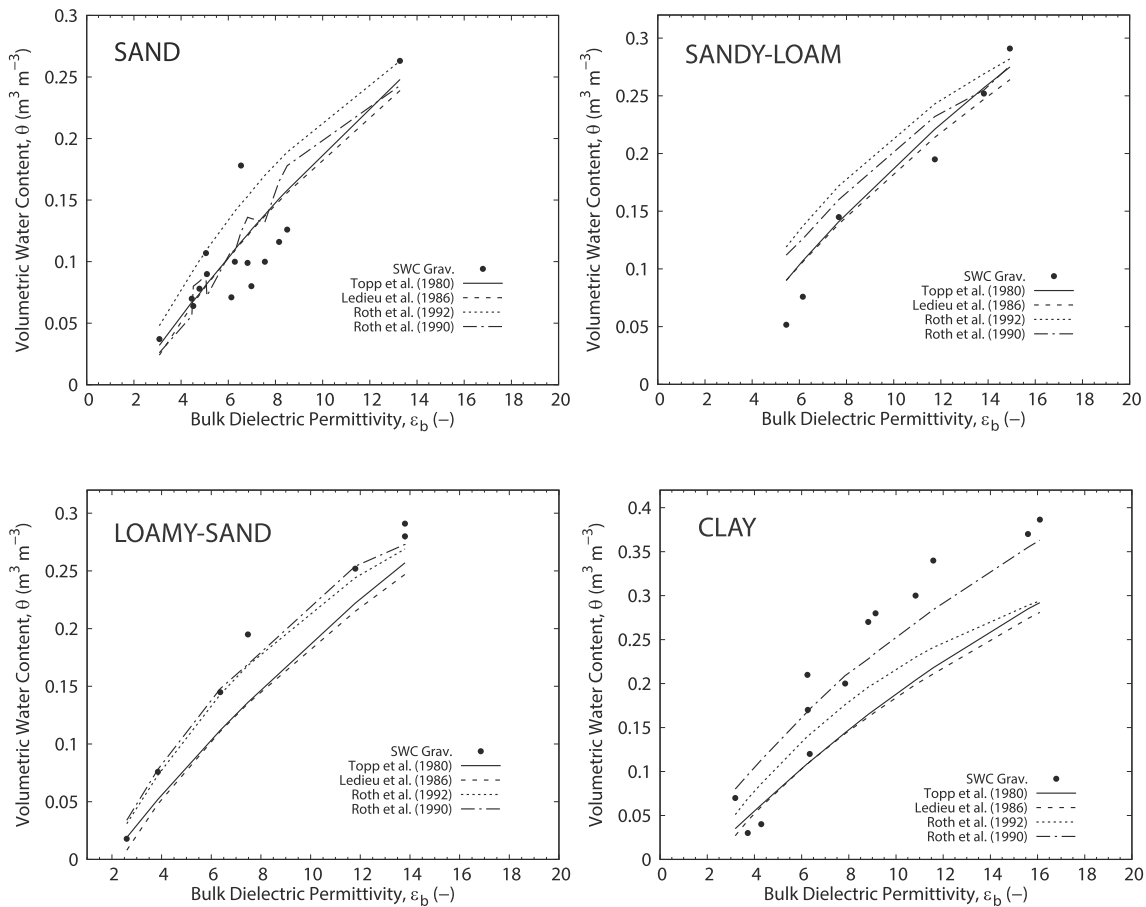 SAND
Volumetric Water Content, θ (m³ m⁻³)
0.3
0.25
0.2
0.15
0.1
0.05
0
SWC Grav.
Topp et al. (1980)
Ledieu et al. (1986)
Roth et al. (1992)
Roth et al. (1990)
0 2 4 6 8 10 12 14 16 18 20
Bulk Dielectric Permittivity, εb (−)
SANDY-LOAM
Volumetric Water Content, θ (m³ m⁻³)
0.3
0.25
0.2
0.15
0.1
0.05
0
SWC Grav.
Topp et al. (1980)
Ledieu et al. (1986)
Roth et al. (1992)
Roth et al. (1990)
0 2 4 6 8 10 12 14 16 18 20
Bulk Dielectric Permittivity, εb (−)
LOAMY-SAND
Volumetric Water Content, θ (m³ m⁻³)
0.3
0.25
0.2
0.15
0.1
0.05
0
SWC Grav.
Topp et al. (1980)
Ledieu et al. (1986)
Roth et al. (1992)
Roth et al. (1990)
2 4 6 8 10 12 14 16 18 20
Bulk Dielectric Permittivity, εb (−)
CLAY
Volumetric Water Content, θ (m³ m⁻³)
0.4
0.35
0.3
0.25
0.2
0.15
0.1
0.05
0
SWC Grav.
Topp et al. (1980)
Ledieu et al. (1986)
Roth et al. (1992)
Roth et al. (1990)
0 2 4 6 8 10 12 14 16 18 20
Bulk Dielectric Permittivity, εb (−)